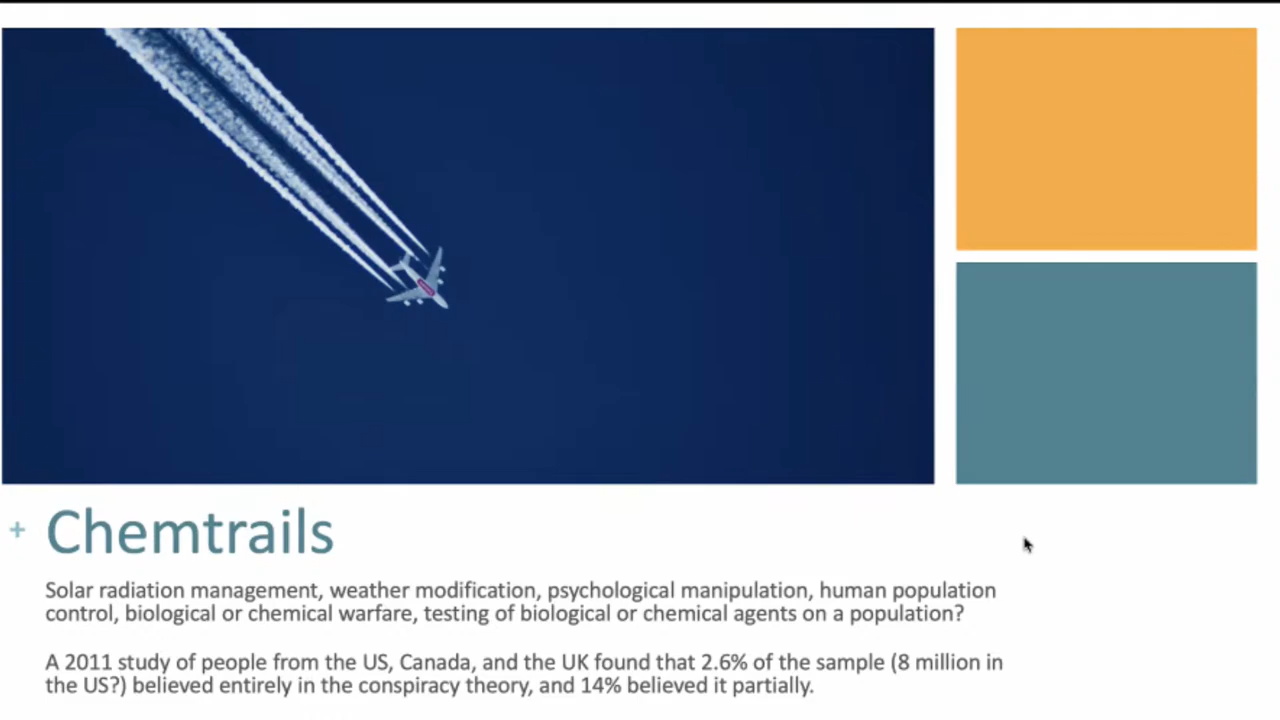 + Chemtrails
Solar radiation management, weather modification, psychological manipulation, human population
control, biological or chemical warfare, testing of biological or chemical agents on a population?
A 2011 study of people from the US, Canada, and the UK found that 2.6% of the sample (8 million in
the US?) believed entirely in the conspiracy theory, and 14% believed it partially.